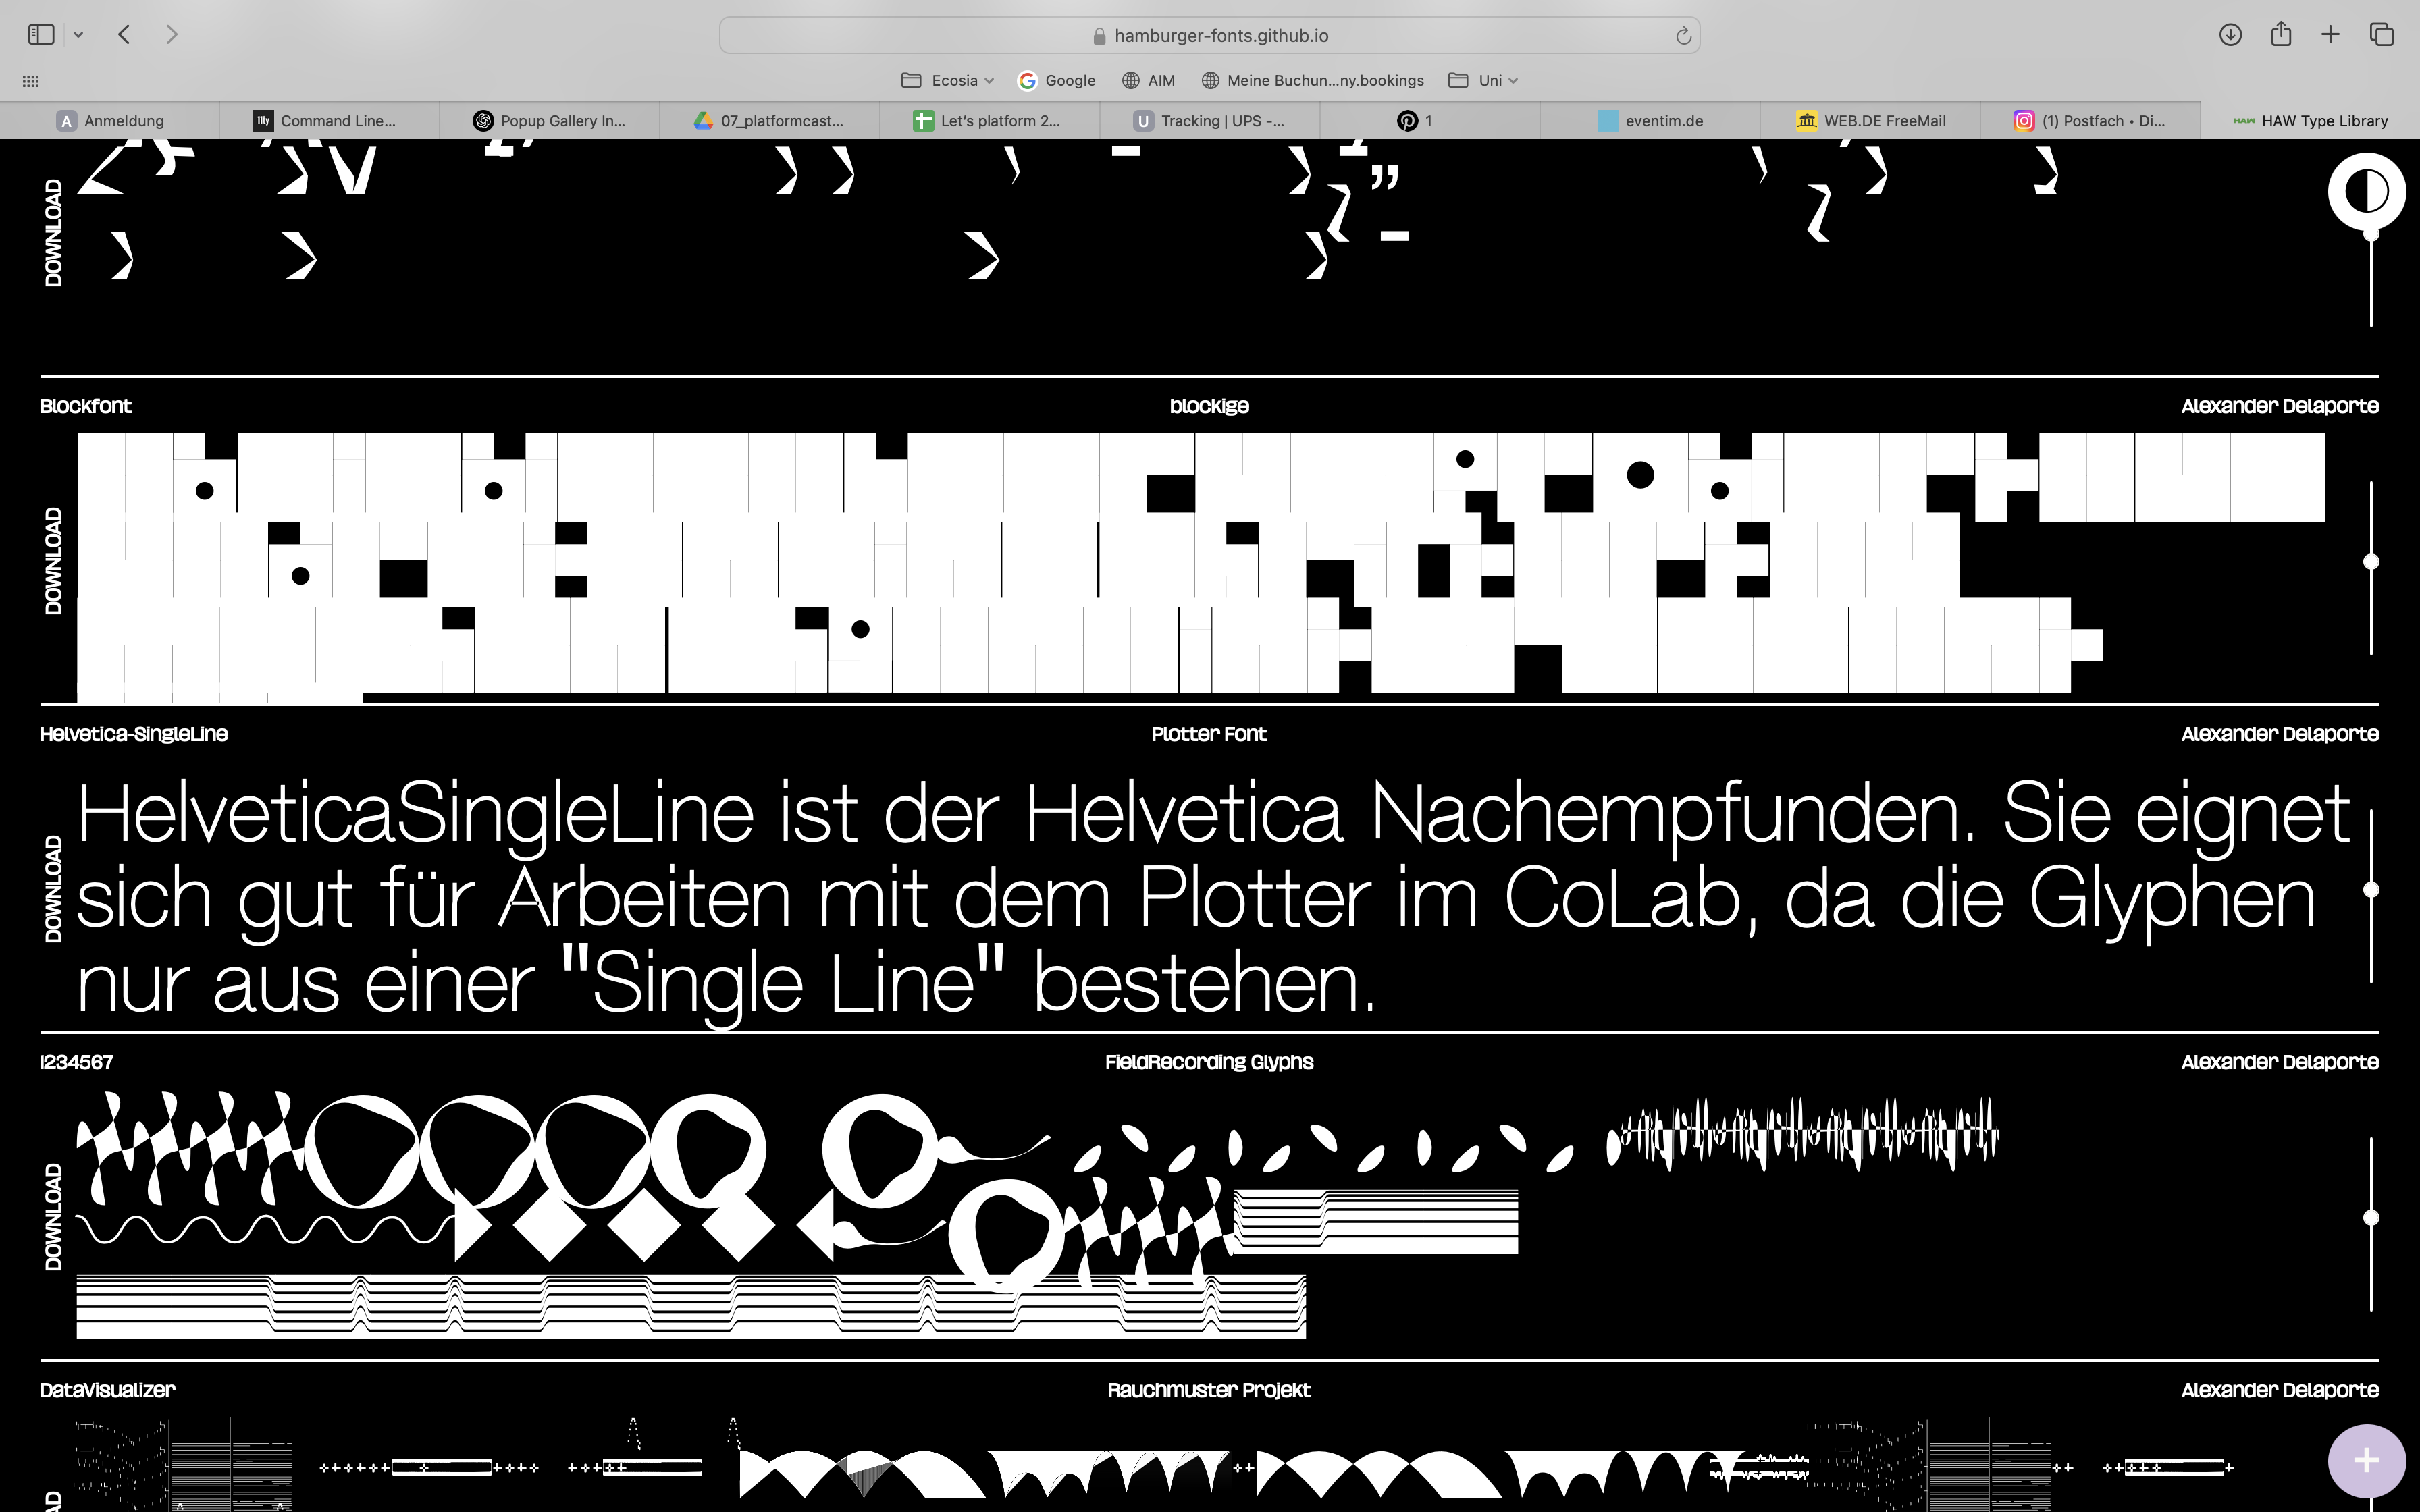 hamburger-fonts.github.io
Ecosia
Google
AIM
Meine Buchun...ny.bookings
Uni
Anmeldung
11ty Command Line...
Popup Gallery In...
07_platformcast...
Let's platform 2...
Tracking | UPS -...
1
eventim.de
WEB.DE FreeMail
(1) Postfach • Di...
HAW HAW Type Library
DOWNLOAD
Blockfont
blockige
Alexander Delaporte
DOWNLOAD
Helvetica-SingleLine
Plotter Font
Alexander Delaporte
DOWNLOAD
HelveticaSingleLine ist der Helvetica Nachempfunden. Sie eignet
sich gut für Arbeiten mit dem Plotter im CoLab, da die Glyphen
nur aus einer "Single Line" bestehen.
1234567
FieldRecording Glyphs
Alexander Delaporte
DOWNLOAD
DataVisualizer
Rauchmuster Projekt
Alexander Delaporte